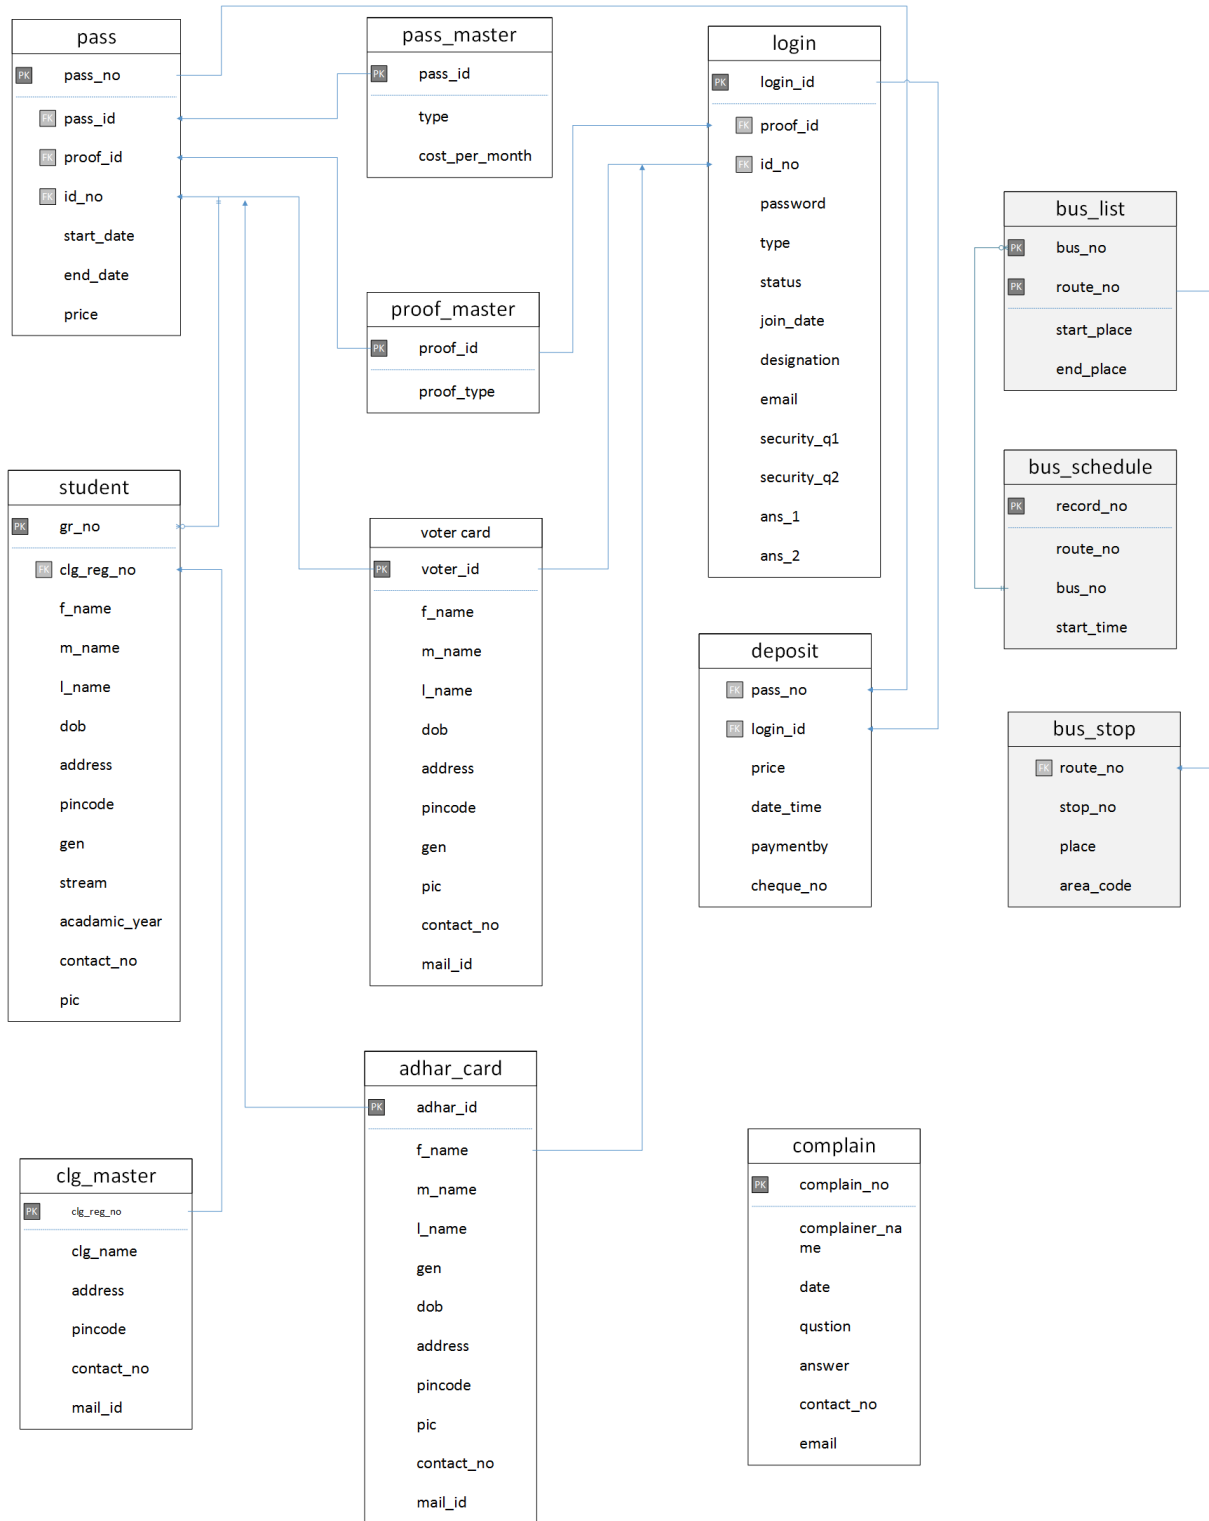 pass
PK pass_no
FK pass_id
FK proof_id
FK id_no
start_date
end_date
price
pass_master
PK pass_id
type
cost_per_month
login
PK login_id
FK proof_id
FK id_no
password
type
status
join_date
designation
email
security_q1
security_q2
ans_1
ans_2
bus_list
PK bus_no
PK route_no
start_place
end_place
proof_master
PK proof_id
proof_type
bus_schedule
PK record_no
route_no
bus_no
start_time
student
PK gr_no
FK clg_reg_no
f_name
m_name
l_name
dob
address
pincode
gen
stream
acadamic_year
contact_no
pic
voter card
PK voter_id
f_name
m_name
l_name
dob
address
pincode
gen
pic
contact_no
mail_id
deposit
FK pass_no
FK login_id
price
date_time
paymentby
cheque_no
bus_stop
FK route_no
stop_no
place
area_code
clg_master
PK clg_reg_no
clg_name
address
pincode
contact_no
mail_id
adhar_card
PK adhar_id
f_name
m_name
l_name
gen
dob
address
pincode
pic
contact_no
mail_id
complain
PK complain_no
complainer_na
me
date
qustion
answer
contact_no
email